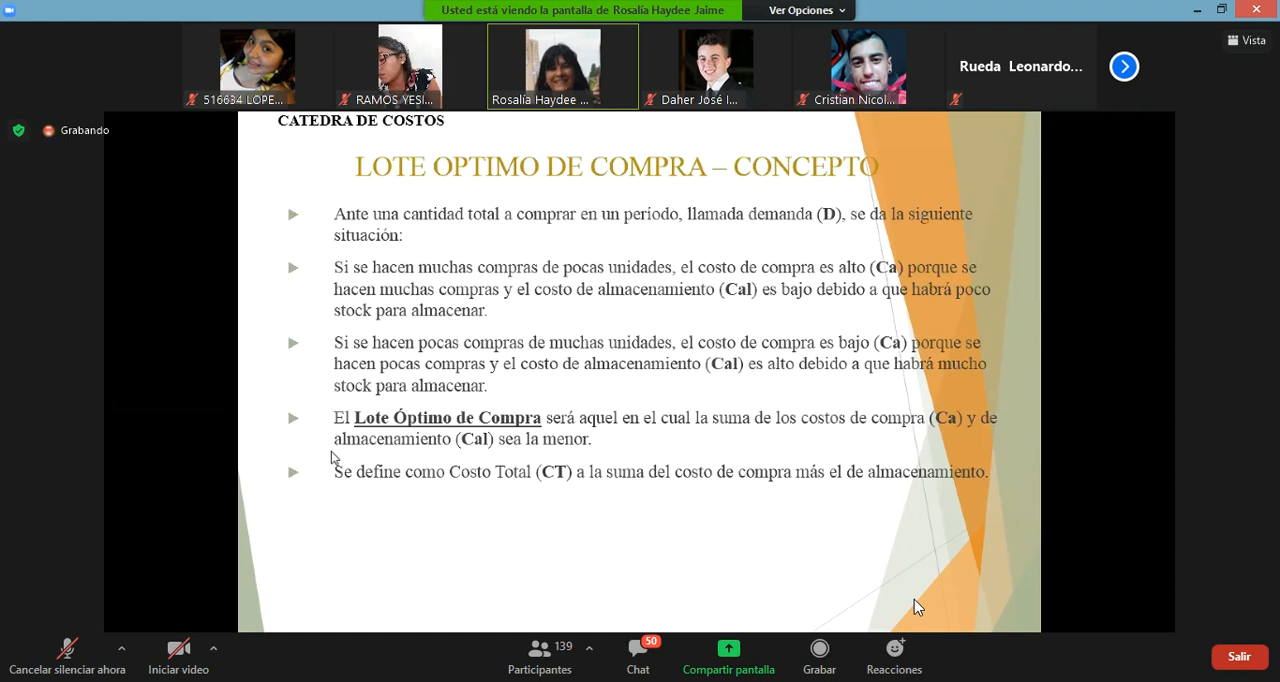 Usted está viendo la pantalla de Rosalía Haydee Jaime
Ver Opciones
Vista
516634 LOPE...
RAMOS YESI...
Rosalía Haydee ...
Daher José I...
Cristian Nicol...
Rueda Leonardo...
Grabando
CATEDRA DE COSTOS
LOTE OPTIMO DE COMPRA – CONCEPTO
Ante una cantidad total a comprar en un período, llamada demanda (D), se da la siguiente
situación:
Si se hacen muchas compras de pocas unidades, el costo de compra es alto (Ca) porque se
hacen muchas compras y el costo de almacenamiento (Cal) es bajo debido a que habrá poco
stock para almacenar.
Si se hacen pocas compras de muchas unidades, el costo de compra es bajo (Ca) porque se
hacen pocas compras y el costo de almacenamiento (Cal) es alto debido a que habrá mucho
stock para almacenar.
El Lote Óptimo de Compra será aquel en el cual la suma de los costos de compra (Ca) y de
almacenamiento (Cal) sea la menor.
Se define como Costo Total (CT) a la suma del costo de compra más el de almacenamiento.
Cancelar silenciar ahora
Iniciar video
139
Participantes
50
Chat
Compartir pantalla
Grabar
Reacciones
Salir